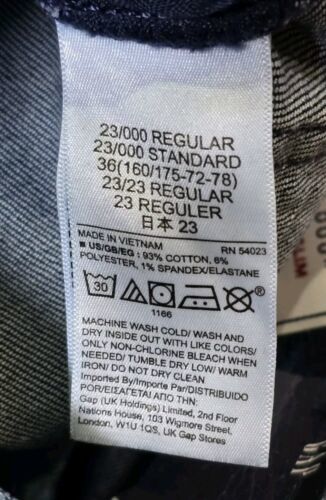 23/000 REGULAR
23/000 STANDARD
36(160/175-72-78)
23/23 REGULAR
23 REGULER
日本 23
MADE IN VIETNAM RN 54023
■ US/GB/EG: 93% COTTON, 6%
POLYESTER, 1% SPANDEX/ELASTANE
30
1166
MACHINE WASH COLD/ WASH AND
DRY INSIDE OUT WITH LIKE COLORS/
ONLY NON-CHLORINE BLEACH WHEN
NEEDED/ TUMBLE DRY LOW/ WARM
IRON/ DO NOT DRY CLEAN
Imported By/Importe Par/DISTRIBUIDO
POR/ΕΙΣΑΓΕΤΑΙ ΑΠΟ ΤΗΝ
Gap (UK Holdings) Limited, 2nd Floor
Nations House, 103 Wigmore Street,
London, W1U 1QS, UK Gap Stores